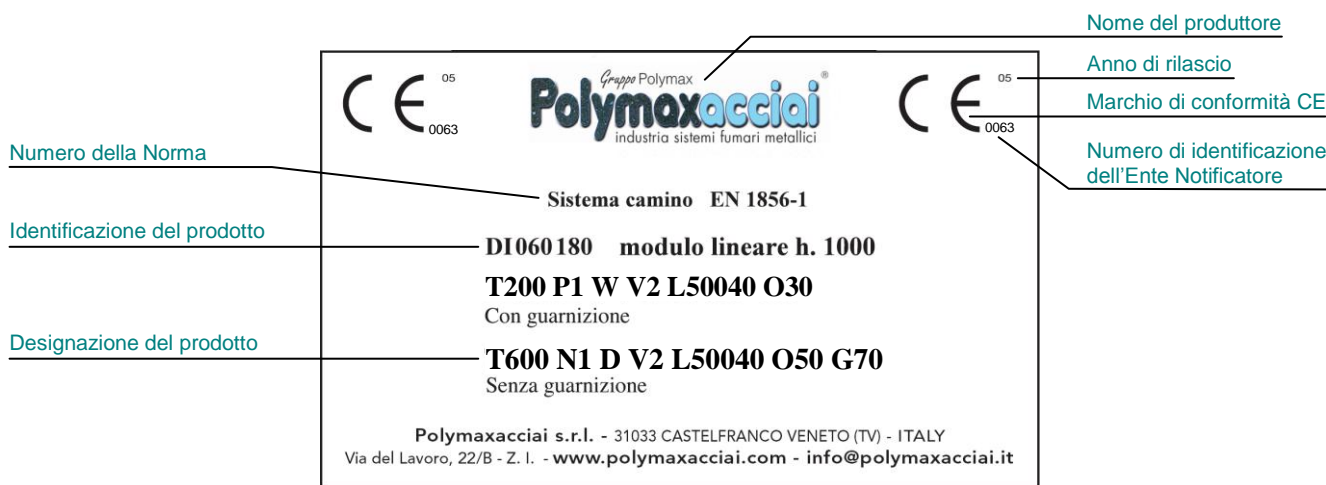 Nome del produttore
Anno di rilascio
Marchio di conformità CE
Numero di identificazione
dell'Ente Notificatore
Numero della Norma
Identificazione del prodotto
Designazione del prodotto
CE 05
0063
Gruppo Polymax
Polymaxacciai®
industria sistemi fumari metallici
CE 05
0063
Sistema camino EN 1856-1
DI060180 modulo lineare h. 1000
T200 P1 W V2 L50040 O30
Con guarnizione
T600 N1 D V2 L50040 O50 G70
Senza guarnizione
Polymaxacciai s.r.l. - 31033 CASTELFRANCO VENETO (TV) - ITALY
Via del Lavoro, 22/B - Z. I. - www.polymaxacciai.com - info@polymaxacciai.it